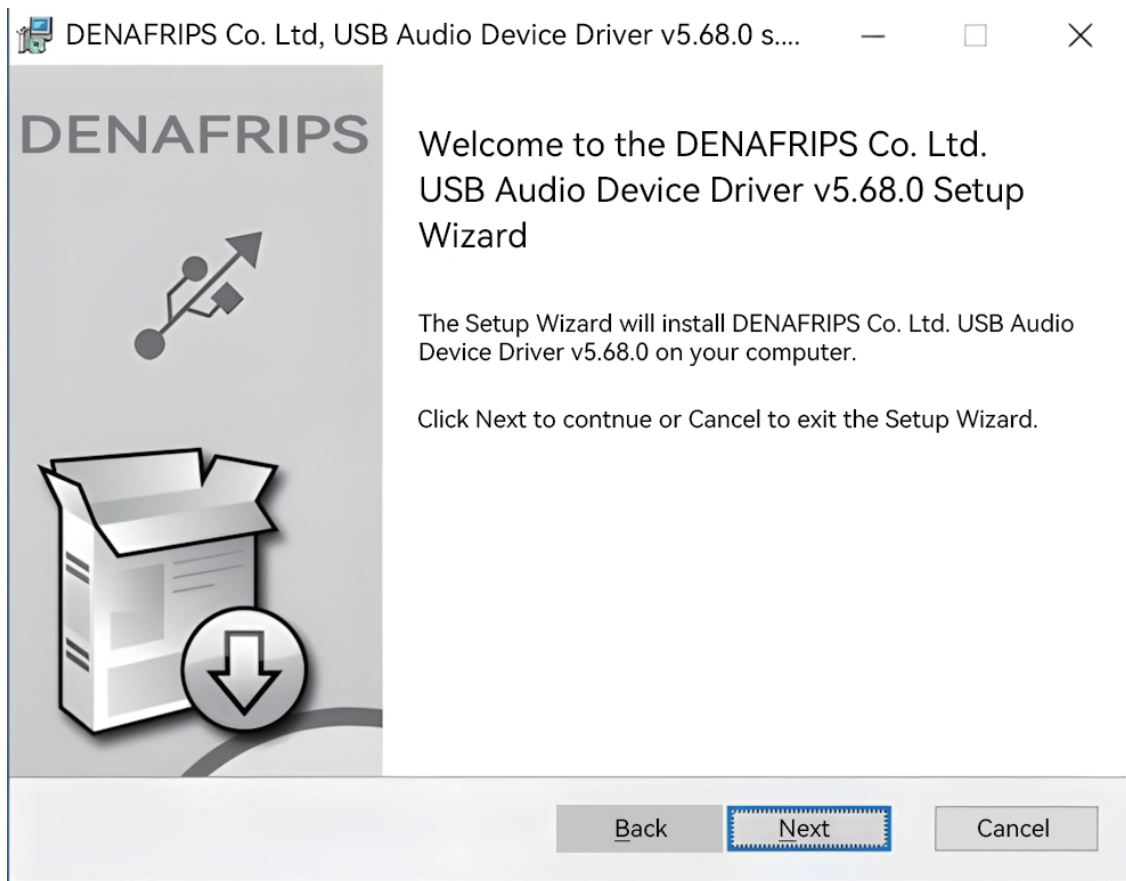 DENAFRIPS Co. Ltd, USB Audio Device Driver v5.68.0 s....
DENAFRIPS
Welcome to the DENAFRIPS Co. Ltd.
USB Audio Device Driver v5.68.0 Setup
Wizard
The Setup Wizard will install DENAFRIPS Co. Ltd. USB Audio
Device Driver v5.68.0 on your computer.
Click Next to contnue or Cancel to exit the Setup Wizard.
Back
Next
Cancel